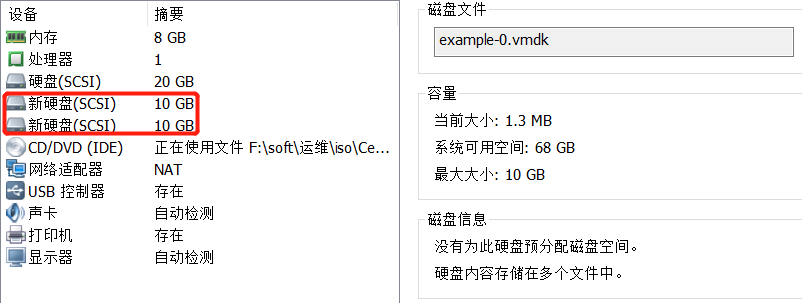 设备 摘要
内存 8 GB
处理器 1
硬盘(SCSI) 20 GB
新硬盘(SCSI) 10 GB
新硬盘(SCSI) 10 GB
CD/DVD (IDE) 正在使用文件 F:\soft\运维\iso\Ce...
网络适配器 NAT
USB 控制器 存在
声卡 自动检测
打印机 存在
显示器 自动检测
磁盘文件
example-0.vmdk
容量
当前大小: 1.3 MB
系统可用空间: 68 GB
最大大小: 10 GB
磁盘信息
没有为此硬盘预分配磁盘空间。
硬盘内容存储在多个文件中。